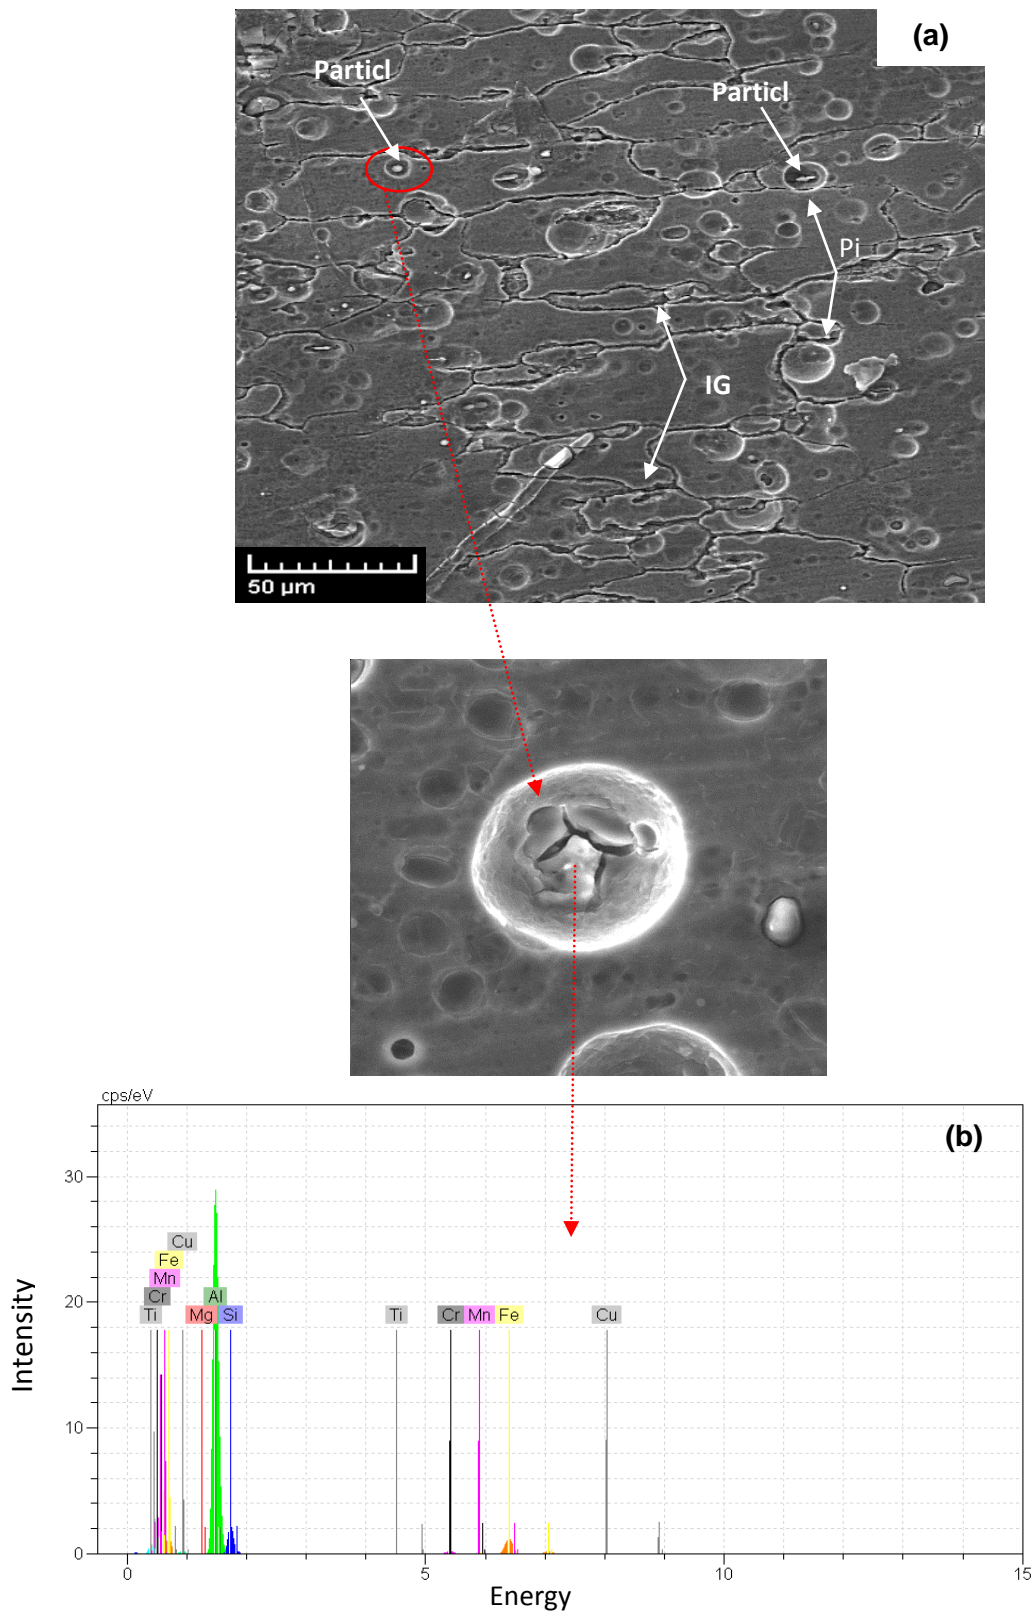 (a)
Particl
Particl
Pi
IG
50 µm
cps/eV
(b)
30
Cu
Fe
Mn
Cr
Al
20
Ti
Mg
Si
Ti
Cr
Mn
Fe
Cu
Intensity
10
0
0
5
10
15
Energy